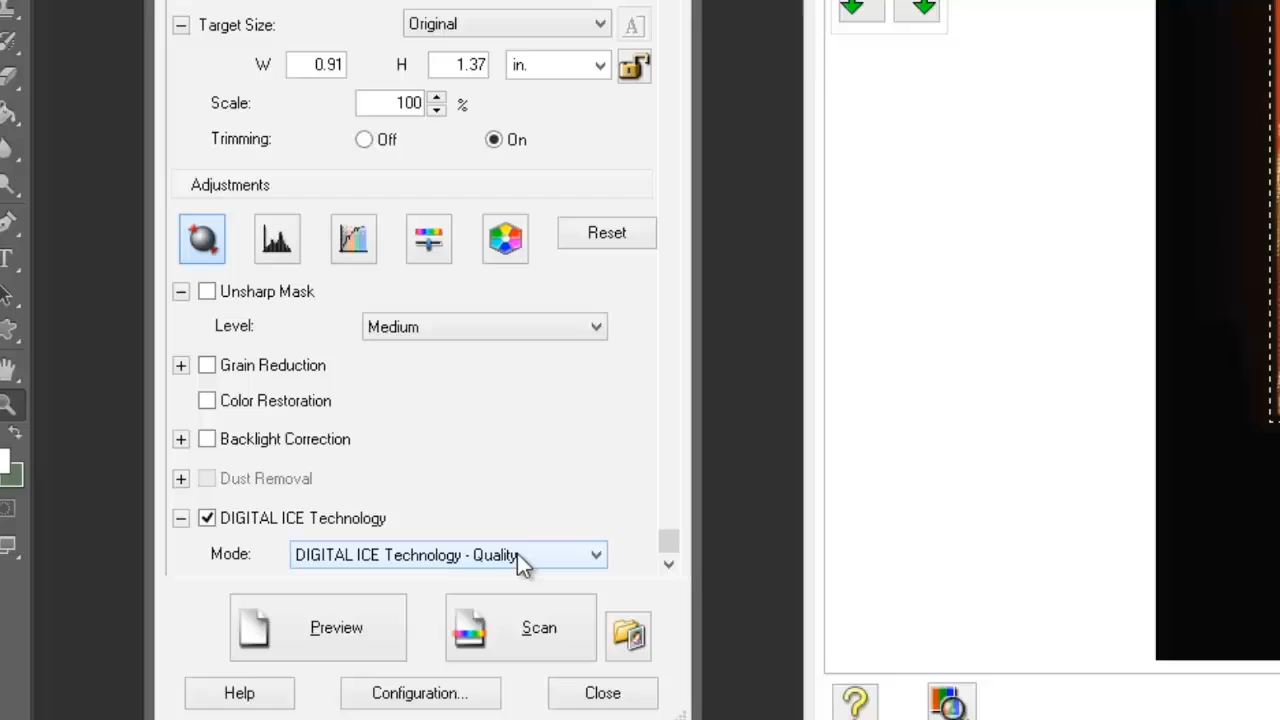 Target Size: Original A
W 0.91 H 1.37 in.
Scale: 100 %
Trimming: Off On
Adjustments
Reset
Unsharp Mask
Level: Medium
Grain Reduction
Color Restoration
Backlight Correction
Dust Removal
DIGITAL ICE Technology
Mode: DIGITAL ICE Technology - Quality
Preview Scan
Help Configuration... Close